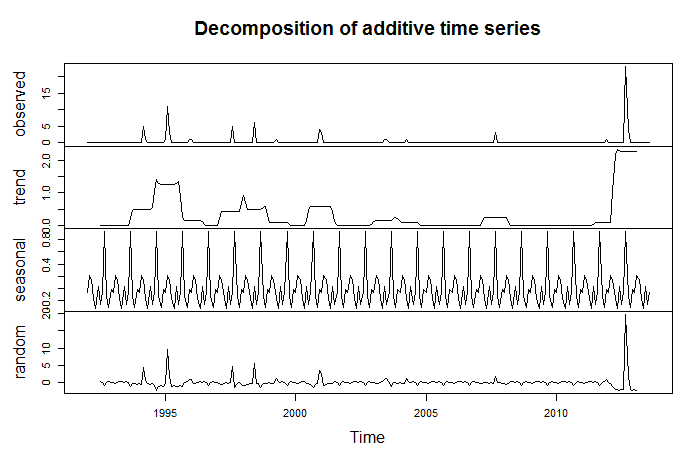 Decomposition of additive time series
observed
0 5 15
trend
0.0 1.0 2.0
seasonal
-0.2 0.4 0.8
random
0 5 10 20
1995 2000 2005 2010
Time